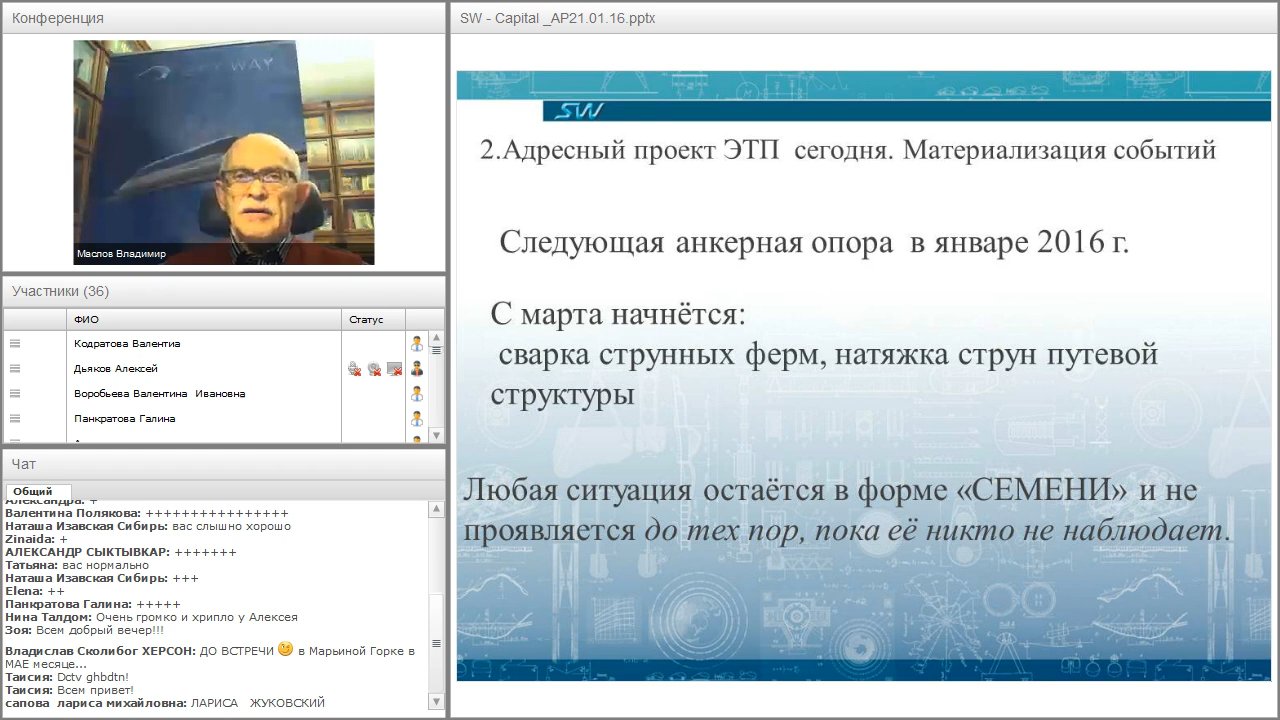 Конференция
WAY
Маслов Владимир
Участники (36)
ФИО
Статус
Кодратова Валентиа
Дьяков Алексей
Воробьева Валентина Ивановна
Панкратова Галина
Чат
Общий
Александра: +
Валентина Полякова: ++++++++++++++++
Наташа Изавская Сибирь: вас слышно хорошо
Zinaida: +
АЛЕКСАНДР СЫКТЫВКАР: +++++++
Татьяна: вас нормально
Наташа Изавская Сибирь: +++
Elena: ++
Панкратова Галина: +++++
Нина Талдом: Очень громко и хрипло у Алексея
Зоя: Всем добрый вечер!!!
Владислав Сколибог ХЕРСОН: ДО ВСТРЕЧИ в Марьиной Горке в
МАЕ месяце...
Таисия: Dctv ghbdtn!
Таисия: Всем привет!
сапова лариса михайловна: ЛАРИСА ЖУКОВСКИЙ
SW - Capital _AP21.01.16.pptx
SW
2.Адресный проект ЭТП сегодня. Материализация событий
Следующая анкерная опора в январе 2016 г.
С марта начнётся:
сварка струнных ферм, натяжка струн путевой
структуры
Любая ситуация остаётся в форме «СЕМЕНИ» и не
проявляется до тех пор, пока её никто не наблюдает.